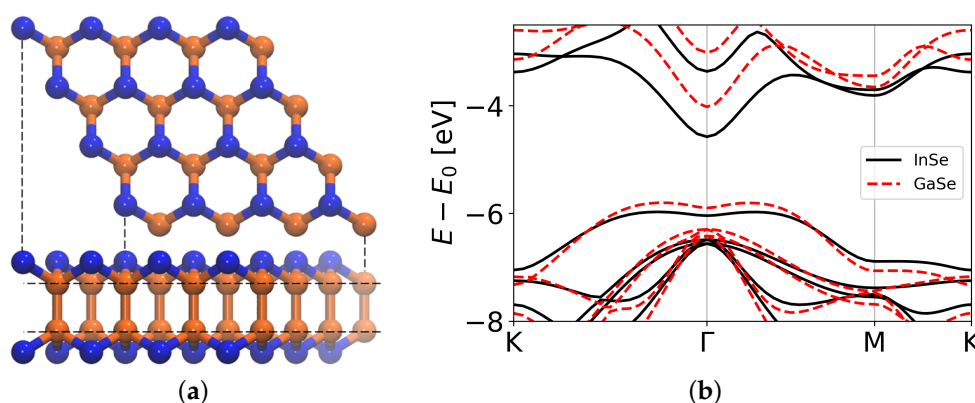 E − E₀ [eV]
−4
−6
−8
InSe
GaSe
K Γ M K
(a) (b)